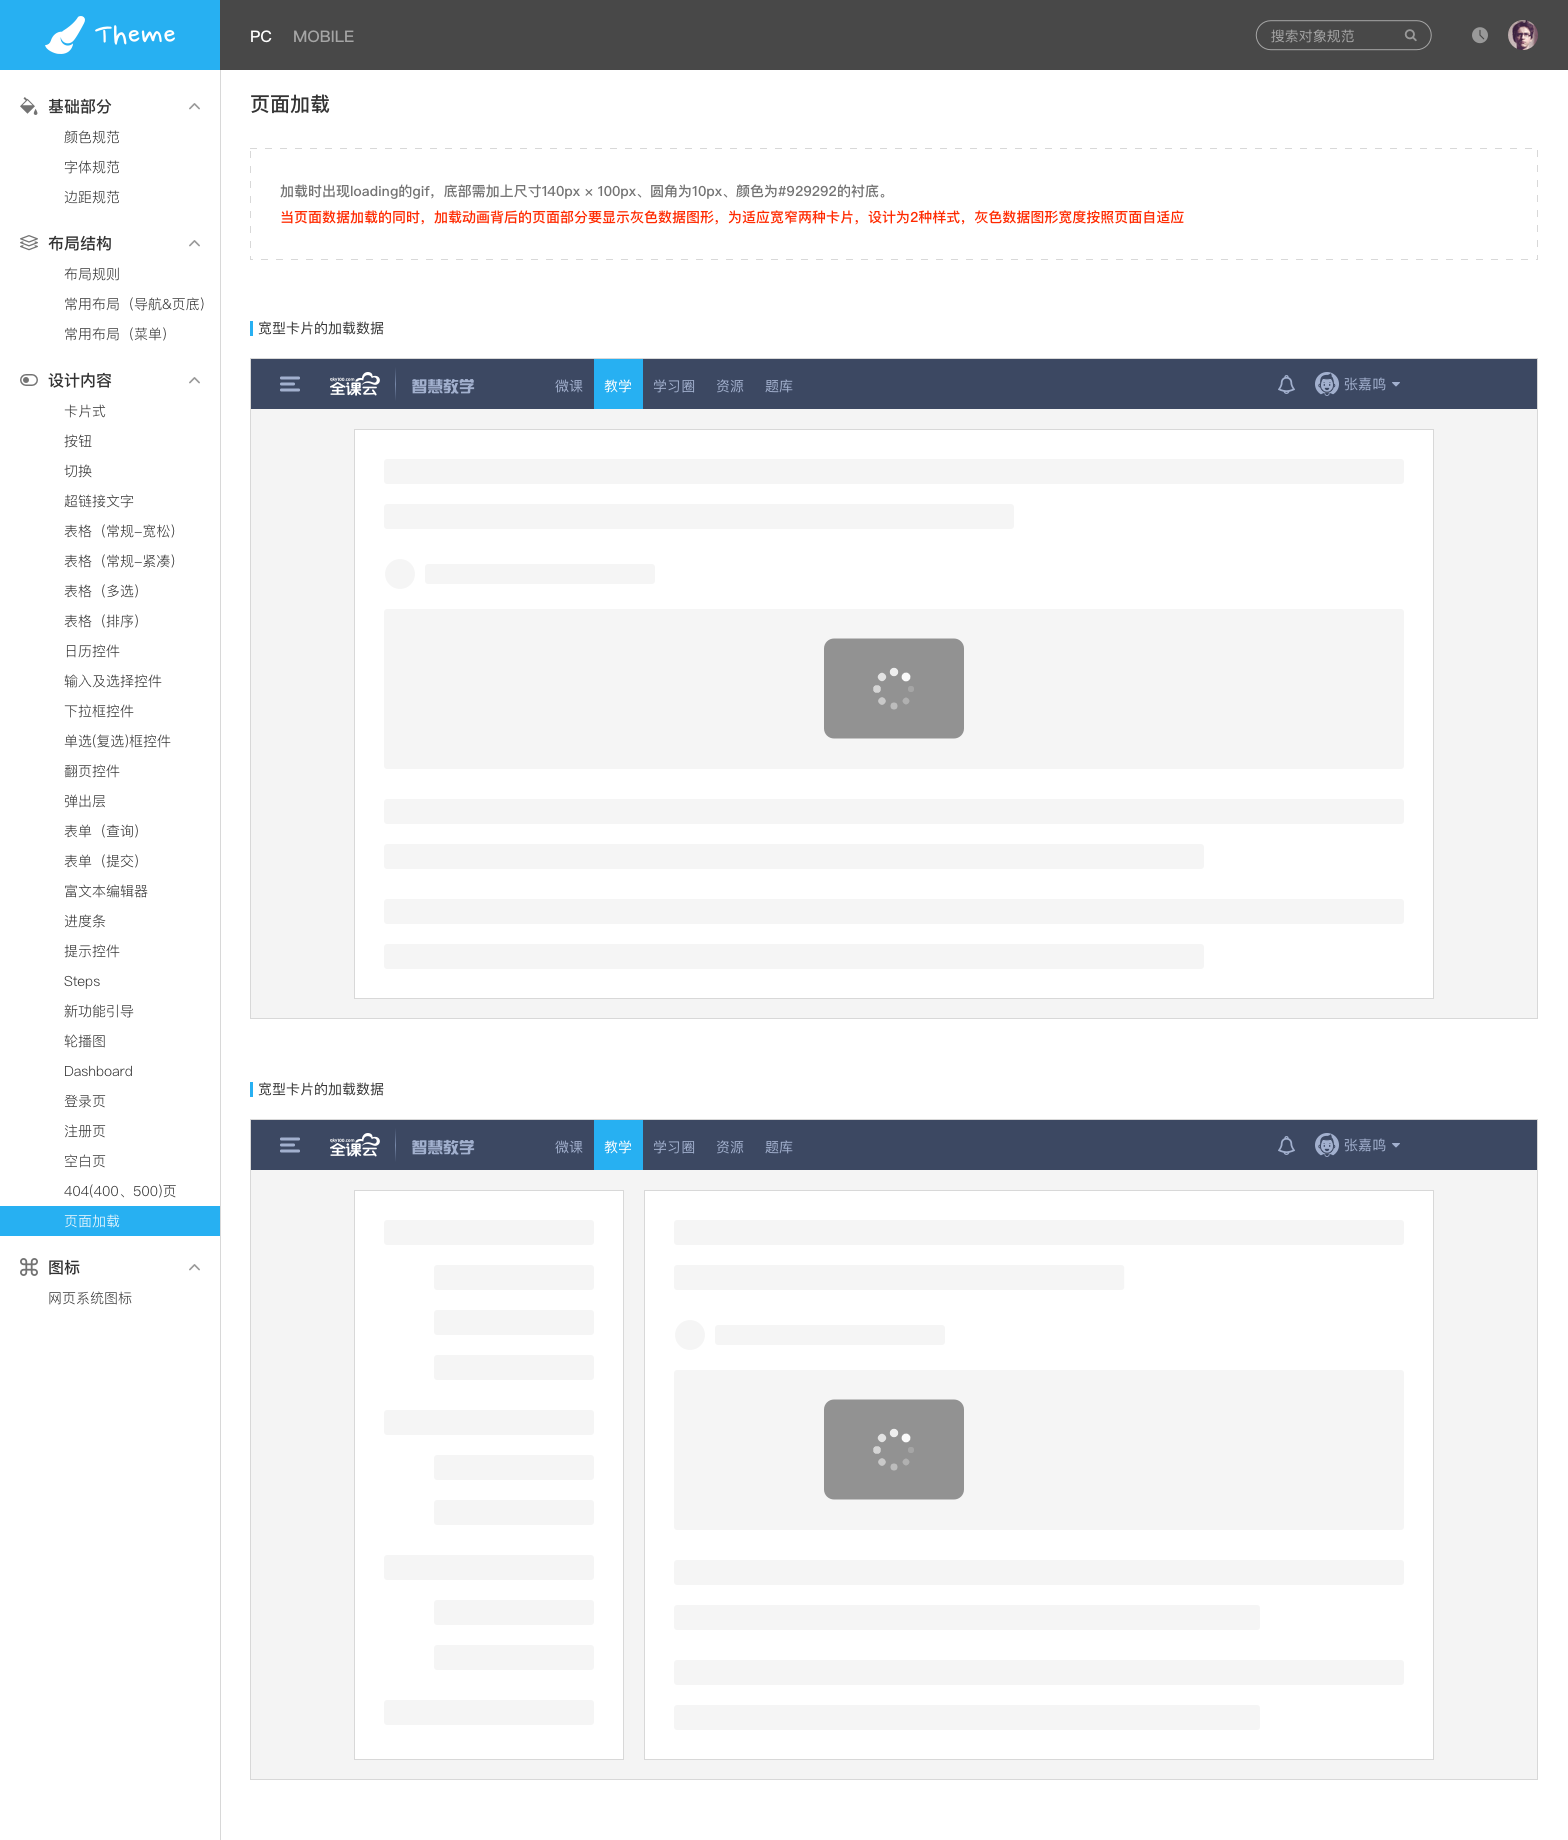 Theme
PC
MOBILE
搜索对象规范
基础部分
颜色规范
字体规范
边距规范
布局结构
布局规则
常用布局（导航&页底）
常用布局（菜单）
设计内容
卡片式
按钮
切换
超链接文字
表格（常规-宽松）
表格（常规-紧凑）
表格（多选）
表格（排序）
日历控件
输入及选择控件
下拉框控件
单选(复选)框控件
翻页控件
弹出层
表单（查询）
表单（提交）
富文本编辑器
进度条
提示控件
Steps
新功能引导
轮播图
Dashboard
登录页
注册页
空白页
404(400、500)页
页面加载
图标
网页系统图标
页面加载
加载时出现loading的gif，底部需加上尺寸140px × 100px、圆角为10px、颜色为#929292的衬底。
当页面数据加载的同时，加载动画背后的页面部分要显示灰色数据图形，为适应宽窄两种卡片，设计为2种样式，灰色数据图形宽度按照页面自适应
宽型卡片的加载数据
全课云
智慧教学
微课
教学
学习圈
资源
题库
张嘉鸣
宽型卡片的加载数据
全课云
智慧教学
微课
教学
学习圈
资源
题库
张嘉鸣